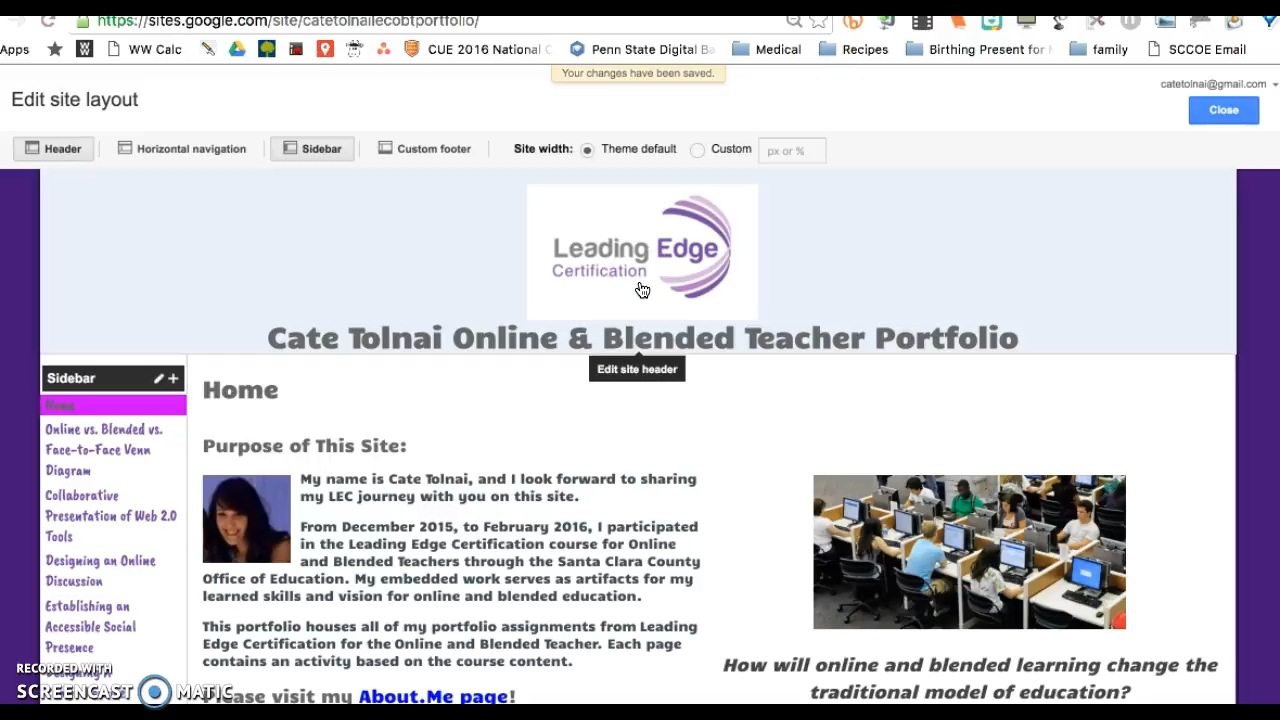 https://sites.google.com/site/catetolnailecobtportfolio/
Apps WW Calc CUE 2016 National C Penn State Digital Ba Medical Recipes Birthing Present for family SCCOE Email
Your changes have been saved.
catetolnai@gmail.com
Edit site layout
Close
Header Horizontal navigation Sidebar Custom footer Site width: Theme default Custom px or %
Leading Edge
Certification
Cate Tolnai Online & Blended Teacher Portfolio
Edit site header
Sidebar
Home
Online vs. Blended vs.
Face-to-Face Venn
Diagram
Collaborative
Presentation of Web 2.0
Tools
Designing an Online
Discussion
Establishing an
Accessible Social
Presence
Home
Purpose of This Site:
My name is Cate Tolnai, and I look forward to sharing
my LEC journey with you on this site.
From December 2015, to February 2016, I participated
in the Leading Edge Certification course for Online
and Blended Teachers through the Santa Clara County
Office of Education. My embedded work serves as artifacts for my
learned skills and vision for online and blended education.
This portfolio houses all of my portfolio assignments from Leading
Edge Certification for the Online and Blended Teacher. Each page
contains an activity based on the course content.
Please visit my About.Me page!
How will online and blended learning change the
traditional model of education?
RECORDED WITH
SCREENCAST MATIC